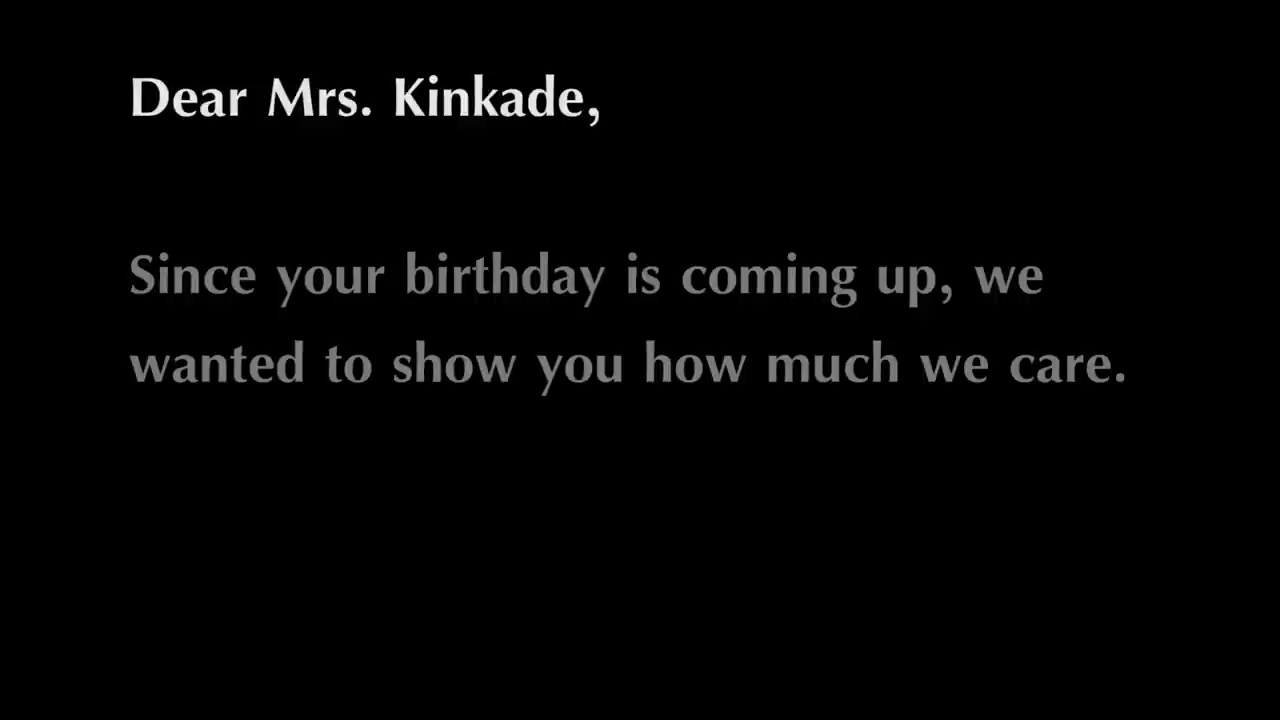 Dear Mrs. Kinkade,
Since your birthday is coming up, we
wanted to show you how much we care.